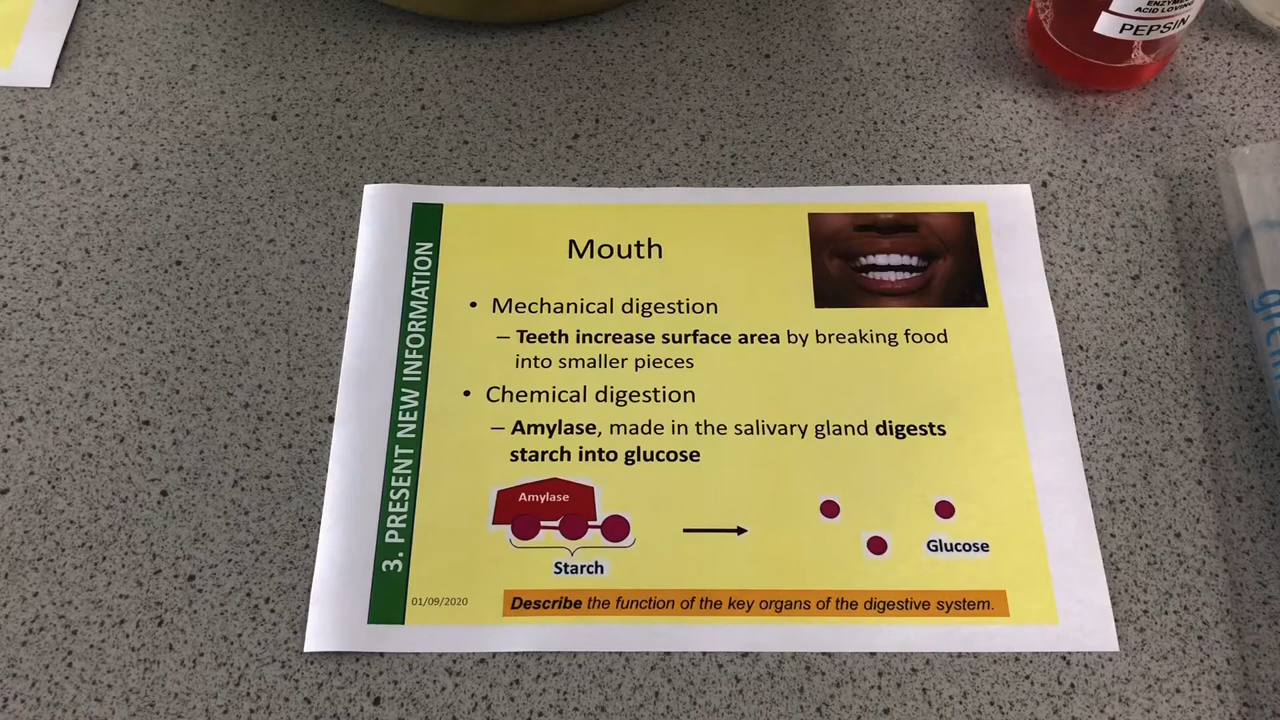 ENZYME
ACID LOVING
PEPSIN
3. PRESENT NEW INFORMATION
Mouth
• Mechanical digestion
– Teeth increase surface area by breaking food
into smaller pieces
• Chemical digestion
– Amylase, made in the salivary gland digests
starch into glucose
Amylase
Starch
Glucose
01/09/2020
Describe the function of the key organs of the digestive system.